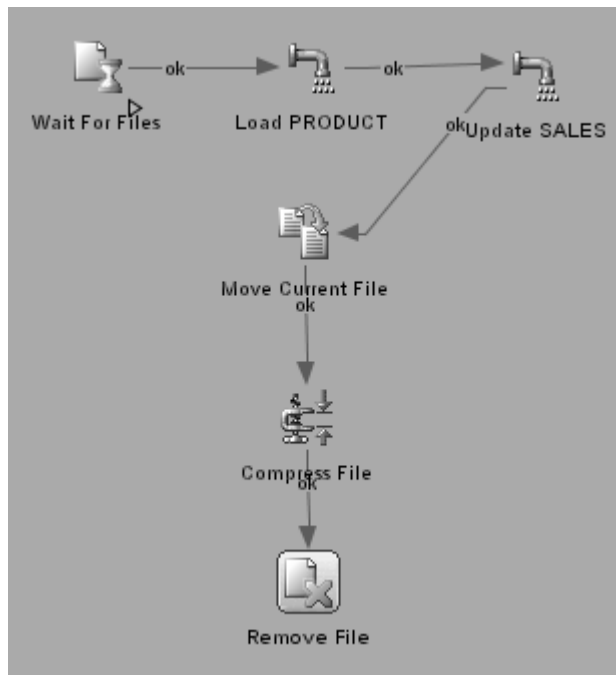 ok
ok
Wait For Files
Load PRODUCT
ok
Update SALES
Move Current File
ok
Compress File
ok
Remove File